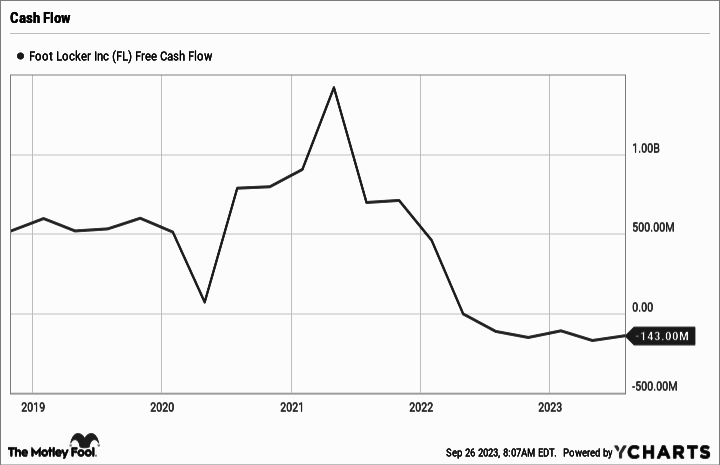 Cash Flow
Foot Locker Inc (FL) Free Cash Flow
1.00B
500.00M
0.00
-143.00M
-500.00M
2019 2020 2021 2022 2023
The Motley Fool.
Sep 26 2023, 8:07AM EDT. Powered by YCHARTS